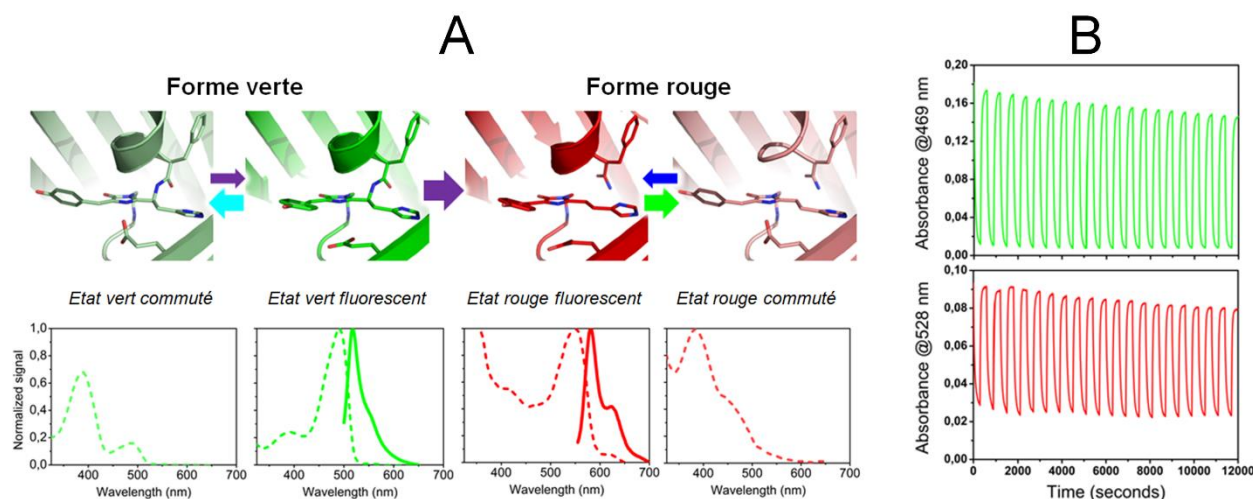 A
B
Forme verte
Forme rouge
Etat vert commuté
Etat vert fluorescent
Etat rouge fluorescent
Etat rouge commuté
Normalized signal
1,0
0,8
0,6
0,4
0,2
0,0
400 500 600 700
400 500 600 700
400 500 600 700
400 500 600 700
Wavelength (nm)
Wavelength (nm)
Wavelength (nm)
Wavelength (nm)
Absorbance @469 nm
0,20
0,16
0,12
0,08
0,04
0,00
Absorbance @528 nm
0,10
0,08
0,06
0,04
0,02
0,00
0 2000 4000 6000 8000 10000 12000
Time (seconds)